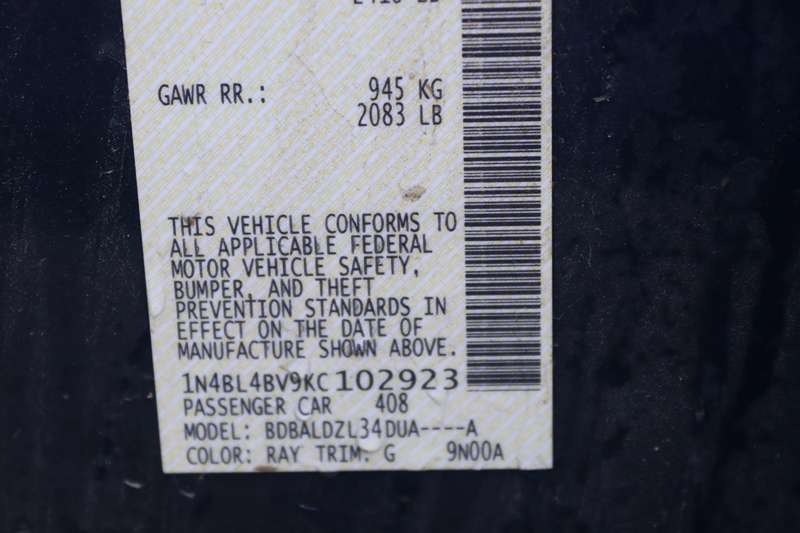 GAWR RR.: 945 KG
2083 LB
THIS VEHICLE CONFORMS TO
ALL APPLICABLE FEDERAL
MOTOR VEHICLE SAFETY,
BUMPER, AND THEFT
PREVENTION STANDARDS IN
EFFECT ON THE DATE OF
MANUFACTURE SHOWN ABOVE.
1N4BL4BV9KC102923
PASSENGER CAR 408
MODEL: BDBALDZL34DUA----A
COLOR: RAY TRIM. G 9N00A